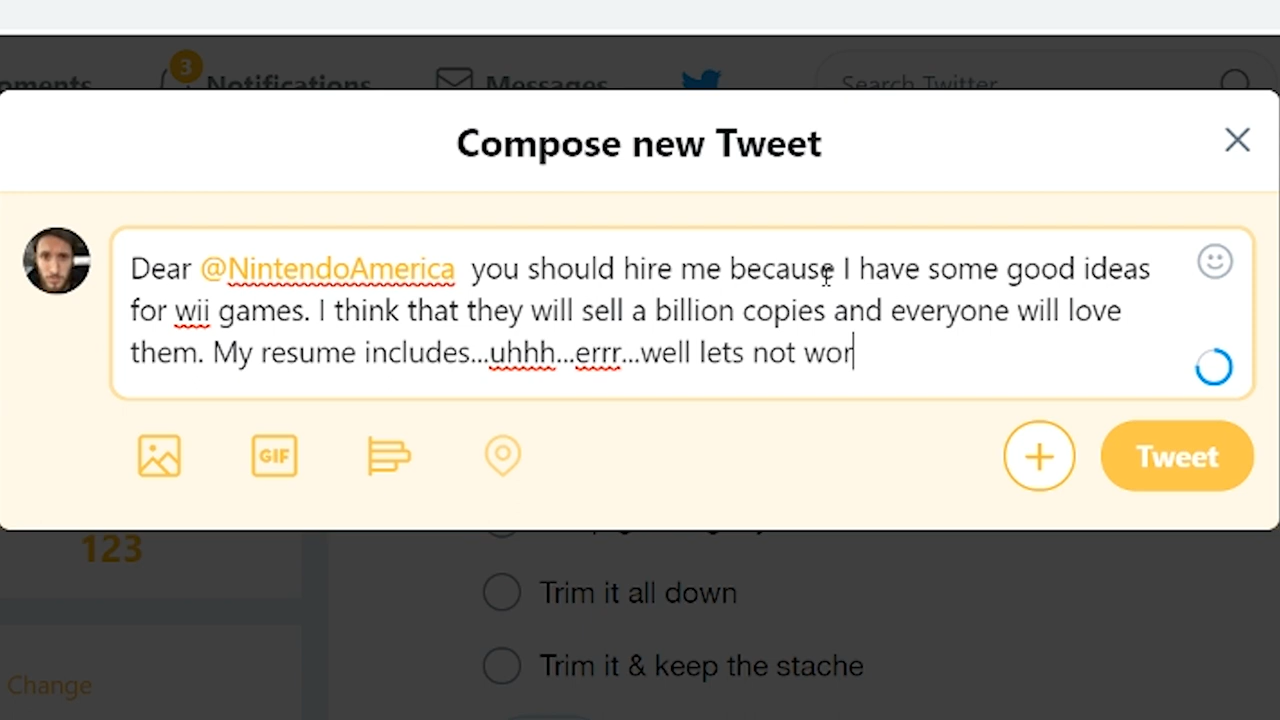 Notifications
3
Messages
Search Twitter
Compose new Tweet
Dear @NintendoAmerica you should hire me because I have some good ideas
for wii games. I think that they will sell a billion copies and everyone will love
them. My resume includes...uhhh...errr...well lets not wor
GIF
Tweet
123
Trim it all down
Trim it & keep the stache
Change